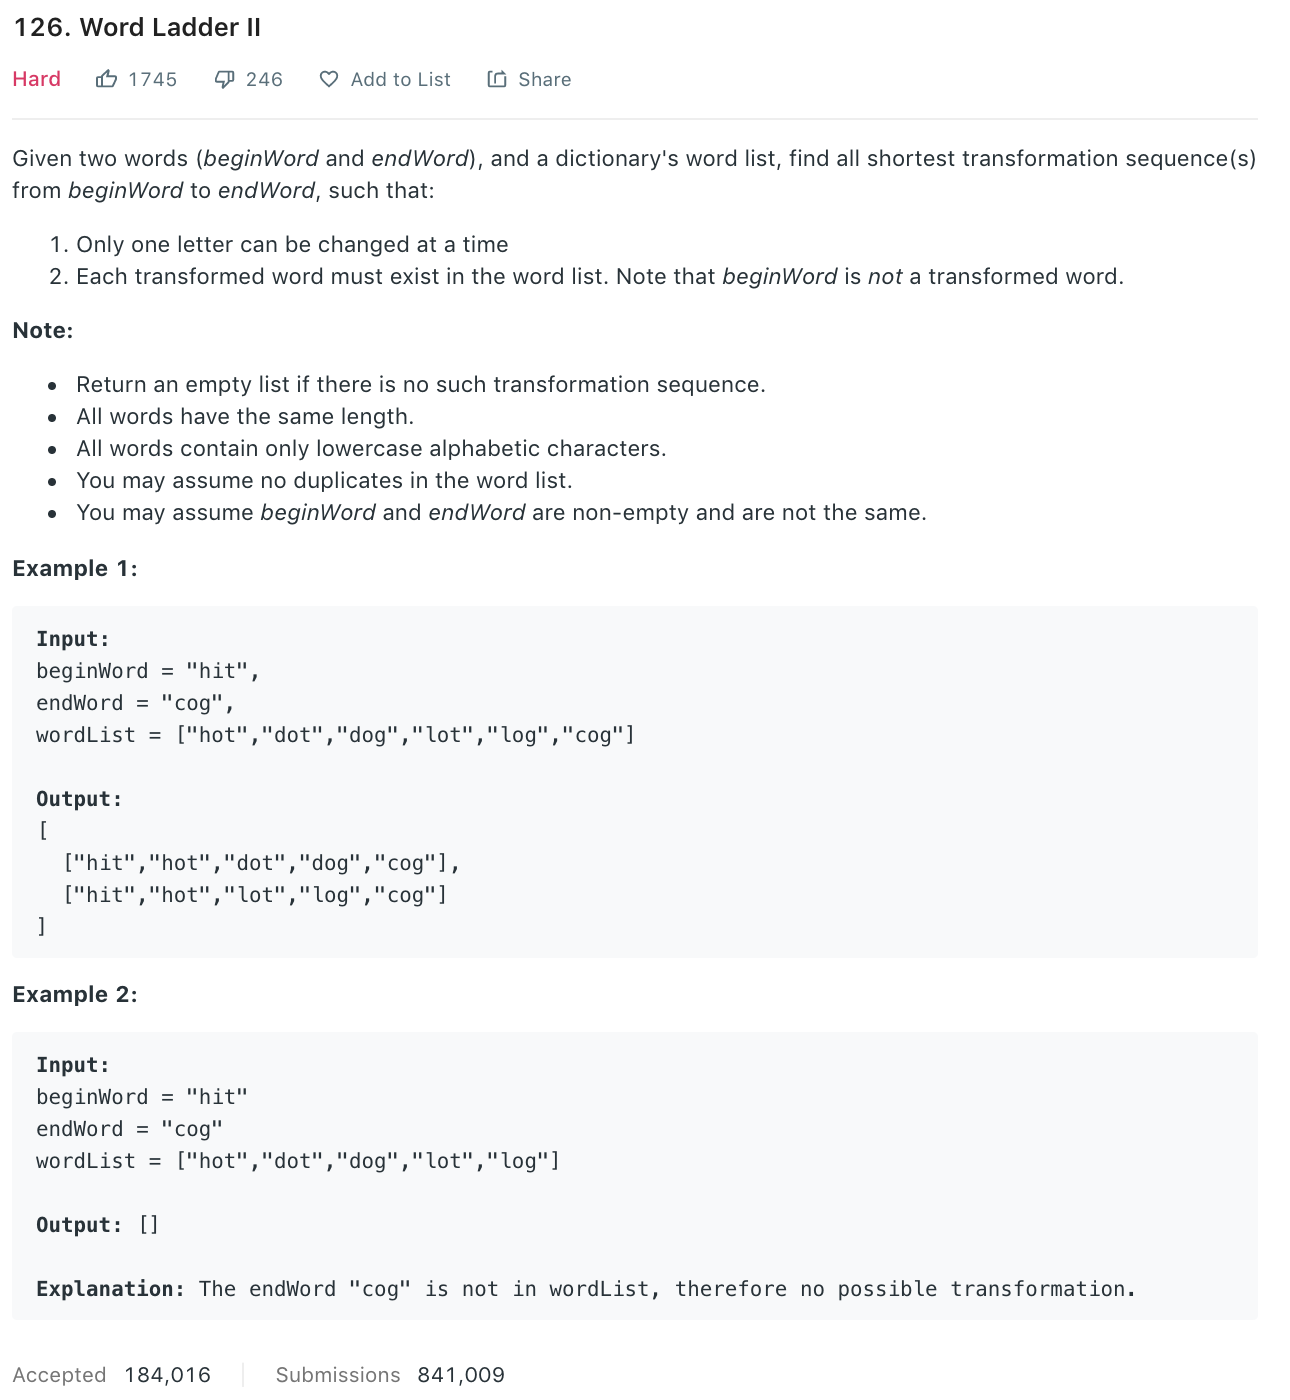 126. Word Ladder II
Hard 1745 246 Add to List Share
Given two words (beginWord and endWord), and a dictionary's word list, find all shortest transformation sequence(s)
from beginWord to endWord, such that:
1. Only one letter can be changed at a time
2. Each transformed word must exist in the word list. Note that beginWord is not a transformed word.
Note:
• Return an empty list if there is no such transformation sequence.
• All words have the same length.
• All words contain only lowercase alphabetic characters.
• You may assume no duplicates in the word list.
• You may assume beginWord and endWord are non-empty and are not the same.
Example 1:
Input:
beginWord = "hit",
endWord = "cog",
wordList = ["hot","dot","dog","lot","log","cog"]
Output:
[
["hit","hot","dot","dog","cog"],
["hit","hot","lot","log","cog"]
]
Example 2:
Input:
beginWord = "hit"
endWord = "cog"
wordList = ["hot","dot","dog","lot","log"]
Output: []
Explanation: The endWord "cog" is not in wordList, therefore no possible transformation.
Accepted 184,016 Submissions 841,009